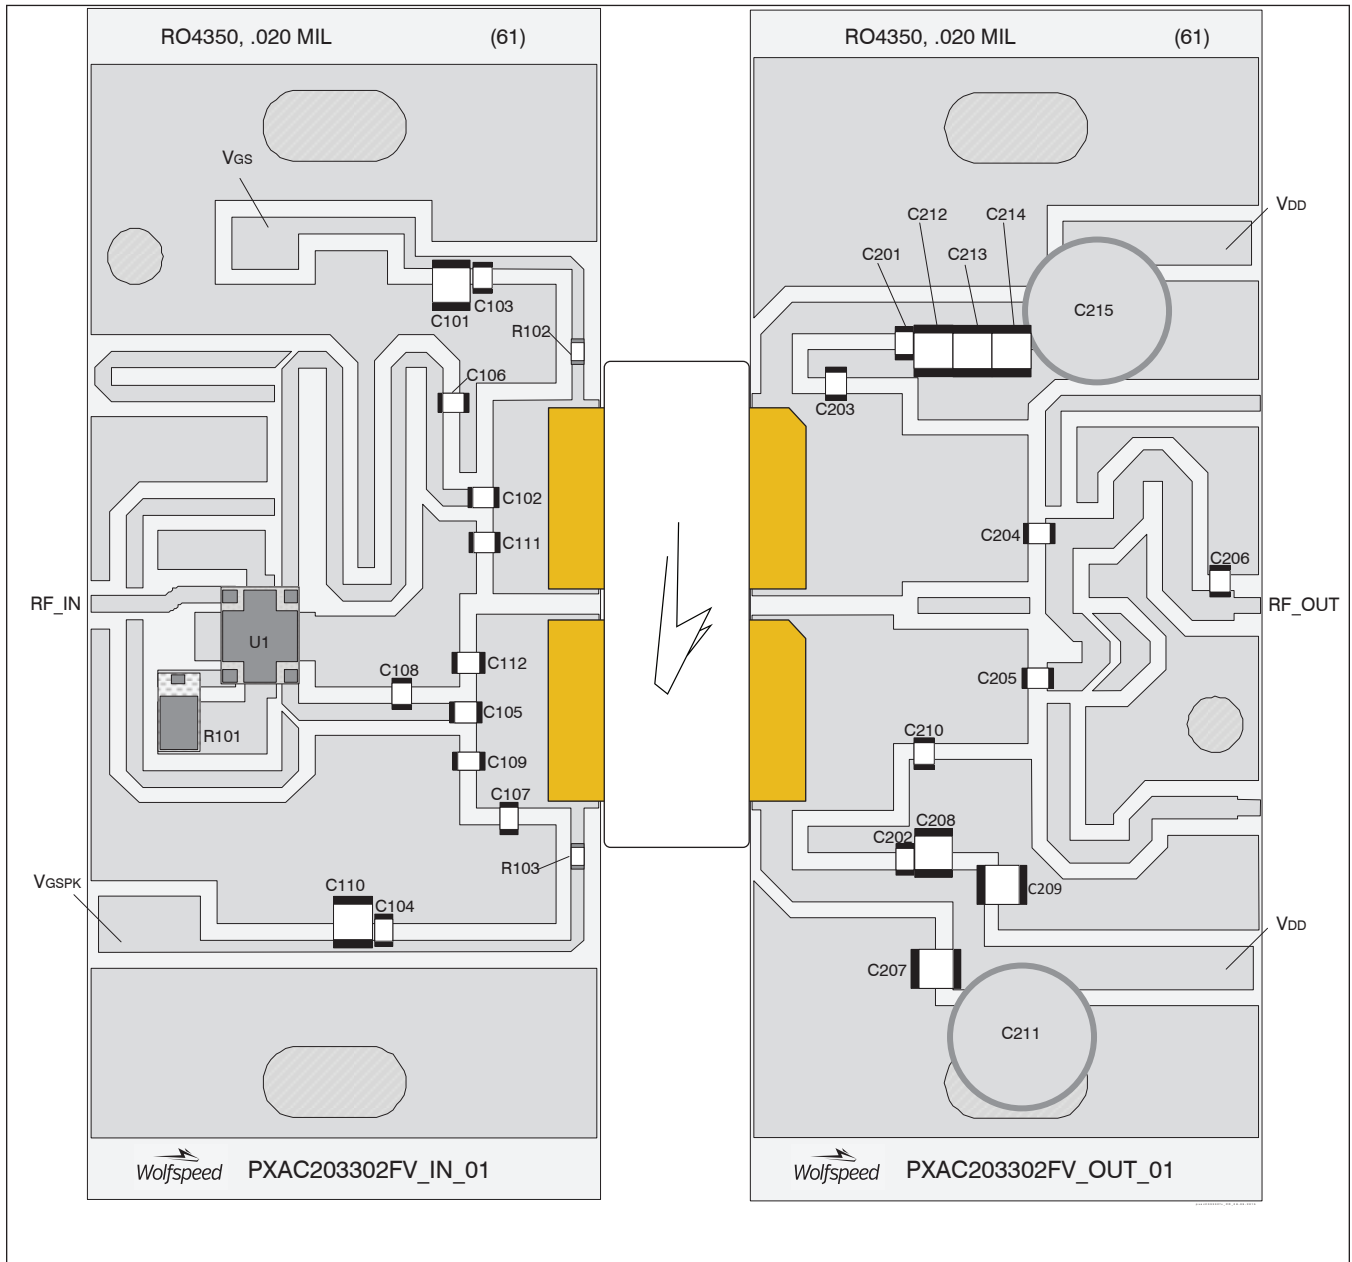 RO4350, .020 MIL (61)
RO4350, .020 MIL (61)
VGS
VDD
C212 C214
C201 C213
C215
C103
C101
R102
C106
C203
C102
C111
C204
C206
RF_IN
RF_OUT
U1
C112
C108
C205
C105
R101
C210
C109
C107
C208
C202
R103
VGSPK
C110
C104
C209
VDD
C207
C211
Wolfspeed PXAC203302FV_IN_01
Wolfspeed PXAC203302FV_OUT_01